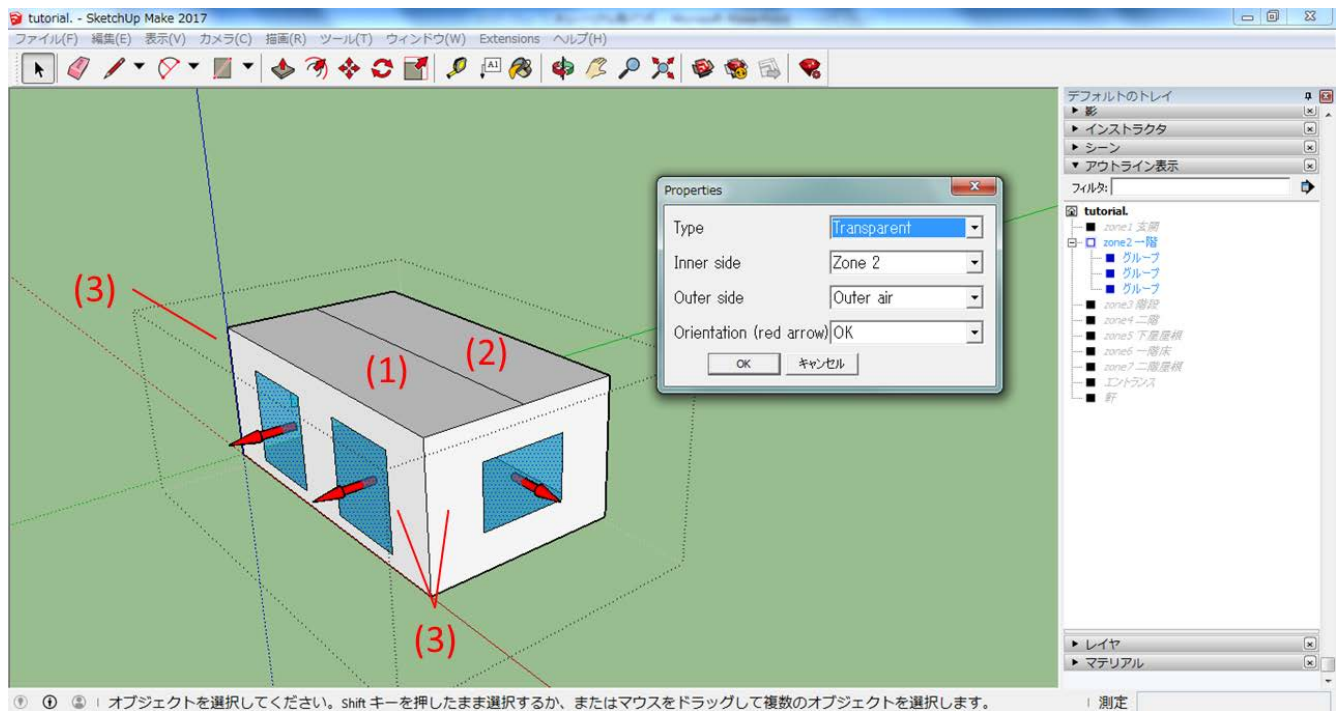 tutorial. - SketchUp Make 2017
ファイル(F) 編集(E) 表示(V) カメラ(C) 描画(R) ツール(T) ウィンドウ(W) Extensions ヘルプ(H)
A1
デフォルトのトレイ
影
インストラクタ
シーン
アウトライン表示
フィルタ:
tutorial.
zone1 玄関
zone2 一階
グループ
グループ
グループ
zone3 階段
zone4 二階
zone5 下屋屋根
zone6 一階床
zone7 二階屋根
エントランス
軒
レイヤ
マテリアル
Properties
Type Transparent
Inner side Zone 2
Outer side Outer air
Orientation (red arrow) OK
OK キャンセル
(3)
(1)
(2)
(3)
オブジェクトを選択してください。Shift キーを押したまま選択するか、またはマウスをドラッグして複数のオブジェクトを選択します。
測定